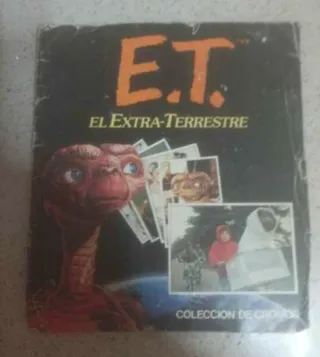 E.T.
EL EXTRA-TERRESTRE
COLECCION DE CROMOS